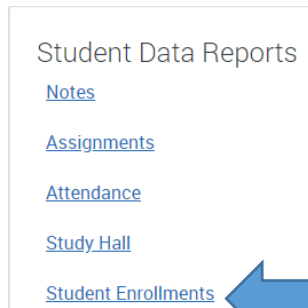 Student Data Reports
Notes
Assignments
Attendance
Study Hall
Student Enrollments